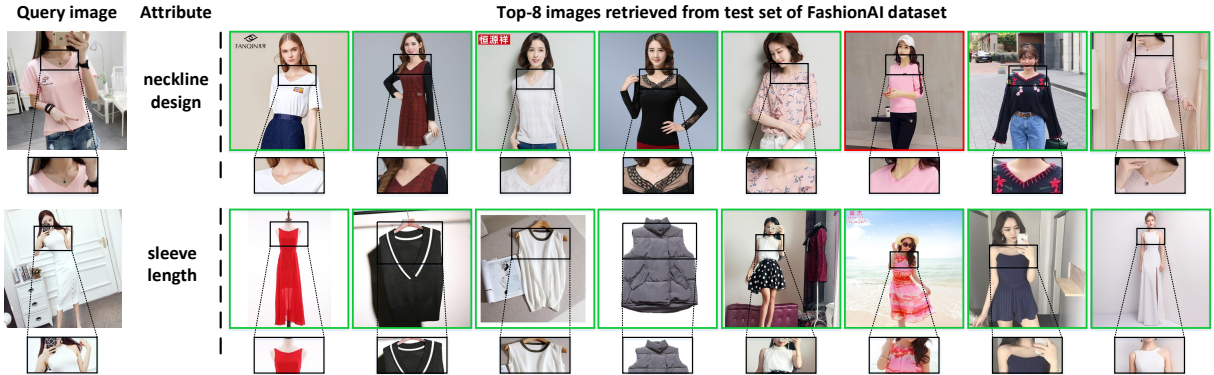 Query image
Attribute
Top-8 images retrieved from test set of FashionAI dataset
neckline
design
FANQIN
恒源祥
sleeve
length